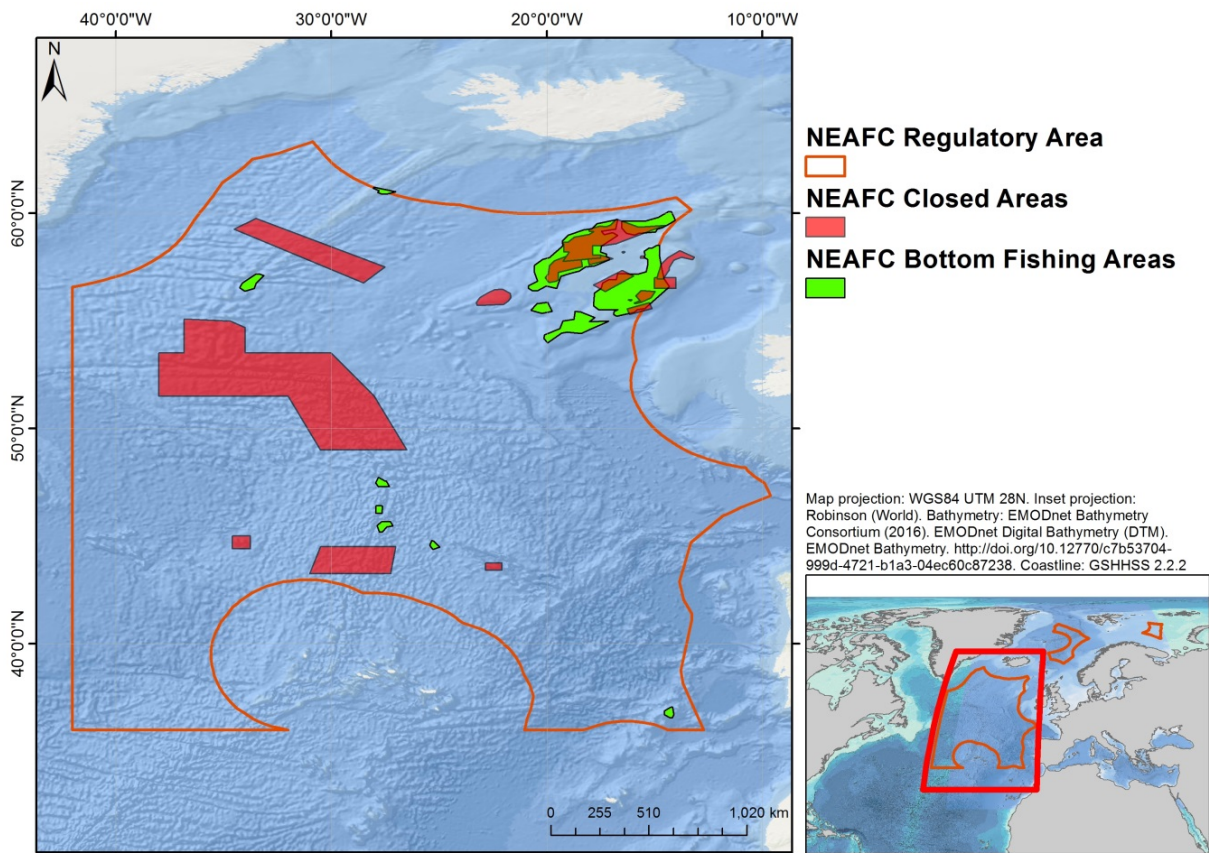 40°0'0"W
30°0'0"W
20°0'0"W
10°0'0"W
N
60°0'0"N
50°0'0"N
40°0'0"N
0
255
510
1,020 km
NEAFC Regulatory Area
NEAFC Closed Areas
NEAFC Bottom Fishing Areas
Map projection: WGS84 UTM 28N. Inset projection:
Robinson (World). Bathymetry: EMODnet Bathymetry
Consortium (2016). EMODnet Digital Bathymetry (DTM).
EMODnet Bathymetry. http://doi.org/10.12770/c7b53704-
999d-4721-b1a3-04ec60c87238. Coastline: GSHHSS 2.2.2